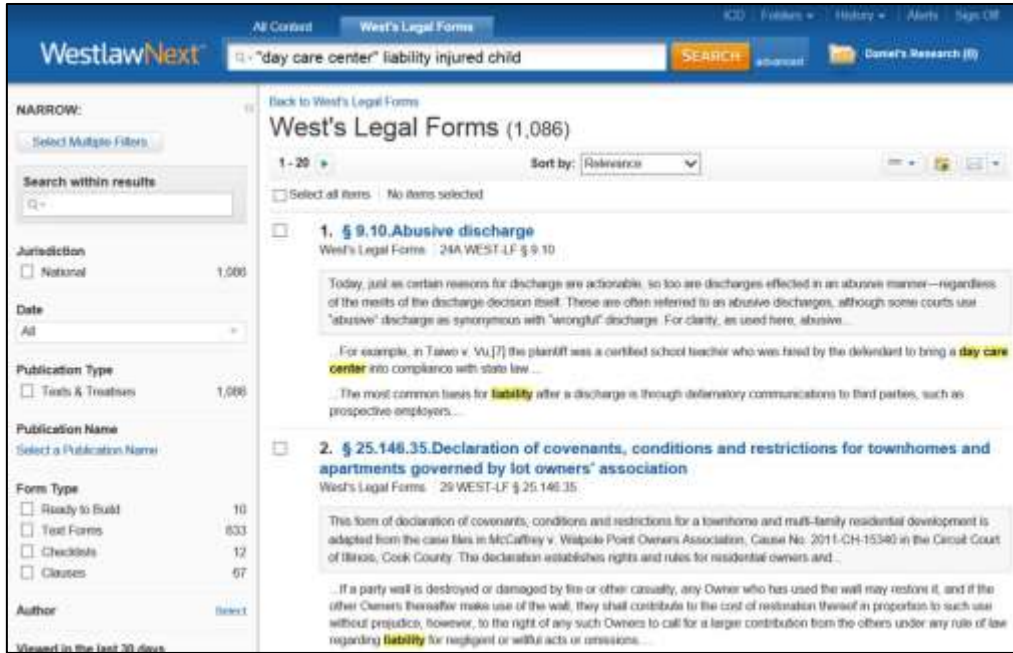 ICD Folders History Alerts Sign Off
All Content West's Legal Forms
WestlawNext
"day care center" liability injured child
SEARCH advanced
Daniel's Research (0)
NARROW:
Select Multiple Filters
Search within results
Jurisdiction
National 1,086
Date
All
Publication Type
Texts & Treatises 1,086
Publication Name
Select a Publication Name
Form Type
Ready to Build 10
Text Forms 633
Checklists 12
Clauses 67
Author Select
Viewed in the last 30 days
Back to West's Legal Forms
West's Legal Forms (1,086)
1 - 20 Sort by: Relevance
Select all items No items selected
1. § 9.10.Abusive discharge
West's Legal Forms 24A WEST-LF § 9.10
Today, just as certain reasons for discharge are actionable, so too are discharges effected in an abusive manner—regardless
of the merits of the discharge decision itself. These are often referred to as abusive discharges, although some courts use
"abusive" discharge as synonymous with "wrongful" discharge. For clarity, as used here, abusive...
...For example, in Taiwo v. Vu,[7] the plaintiff was a certified school teacher who was hired by the defendant to bring a day care
center into compliance with state law....
...The most common basis for liability after a discharge is through defamatory communications to third parties, such as
prospective employers....
2. § 25.146.35.Declaration of covenants, conditions and restrictions for townhomes and
apartments governed by lot owners' association
West's Legal Forms 29 WEST-LF § 25.146.35
This form of declaration of covenants, conditions and restrictions for a townhome and multi-family residential development is
adapted from the case files in McCaffrey v. Walpole Point Owners Association, Cause No. 2011-CH-15340 in the Circuit Court
of Illinois, Cook County. The declaration establishes rights and rules for residential owners and...
...If a party wall is destroyed or damaged by fire or other casualty, any Owner who has used the wall may restore it, and if the
other Owners thereafter make use of the wall, they shall contribute to the cost of restoration thereof in proportion to such use
without prejudice, however, to the right of any such Owners to call for a larger contribution from the others under any rule of law
regarding liability for negligent or willful acts or omissions....